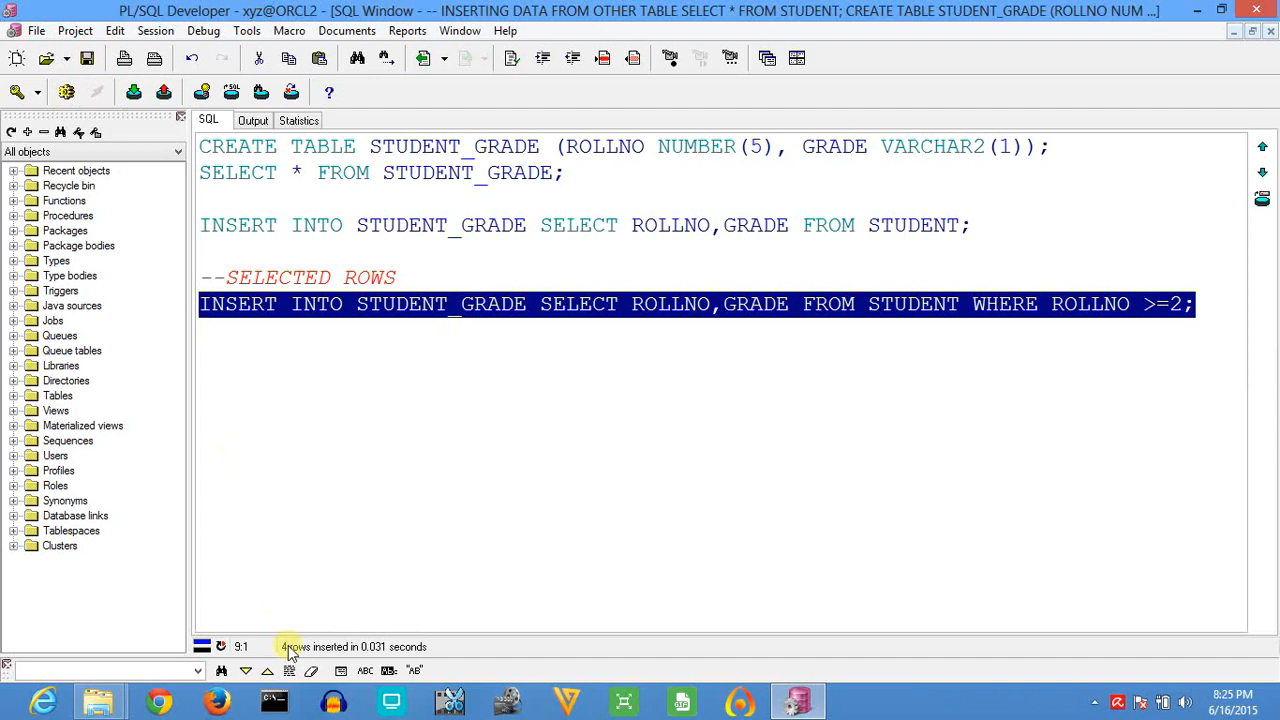 PL/SQL Developer - xyz@ORCL2 - [SQL Window - -- INSERTING DATA FROM OTHER TABLE SELECT * FROM STUDENT; CREATE TABLE STUDENT_GRADE (ROLLNO NUM ...]
File Project Edit Session Debug Tools Macro Documents Reports Window Help
SQL Output Statistics
All objects
Recent objects
Recycle bin
Functions
Procedures
Packages
Package bodies
Types
Type bodies
Triggers
Java sources
Jobs
Queues
Queue tables
Libraries
Directories
Tables
Views
Materialized views
Sequences
Users
Profiles
Roles
Synonyms
Database links
Tablespaces
Clusters
CREATE TABLE STUDENT_GRADE (ROLLNO NUMBER(5), GRADE VARCHAR2(1));
SELECT * FROM STUDENT_GRADE;
INSERT INTO STUDENT_GRADE SELECT ROLLNO,GRADE FROM STUDENT;
--SELECTED ROWS
INSERT INTO STUDENT_GRADE SELECT ROLLNO,GRADE FROM STUDENT WHERE ROLLNO >=2;
9:1 4 rows inserted in 0.031 seconds
8:25 PM
6/16/2015